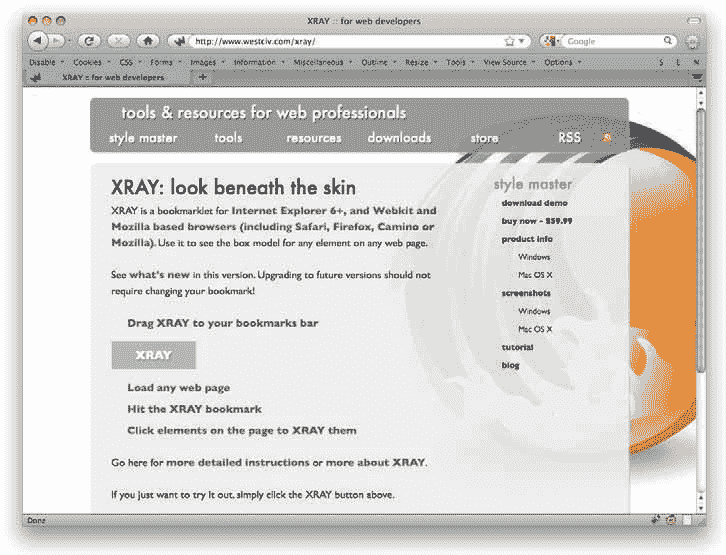 XRAY :: for web developers
http://www.westciv.com/xray/
Google
Disable Cookies CSS Forms Images Information Miscellaneous Outline Resize Tools View Source Options
XRAY :: for web developers
tools & resources for web professionals
style master tools resources downloads store RSS
XRAY: look beneath the skin
XRAY is a bookmarklet for Internet Explorer 6+, and Webkit and
Mozilla based browsers (including Safari, Firefox, Camino or
Mozilla). Use it to see the box model for any element on any web page.
See what's new in this version. Upgrading to future versions should not
require changing your bookmark!
Drag XRAY to your bookmarks bar
XRAY
Load any web page
Hit the XRAY bookmark
Click elements on the page to XRAY them
Go here for more detailed instructions or more about XRAY.
If you just want to try it out, simply click the XRAY button above.
style master
download demo
buy now - $59.99
product info
Windows
Mac OS X
screenshots
Windows
Mac OS X
tutorial
blog
Done